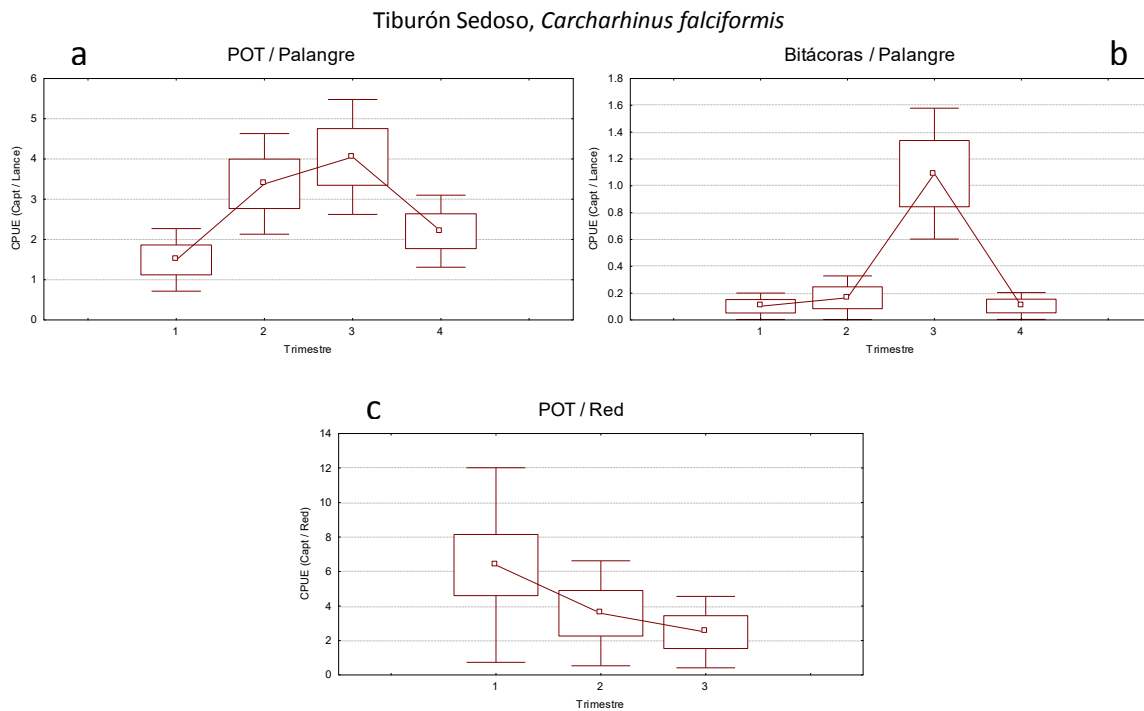 Tiburón Sedoso, Carcharhinus falciformis
a
POT / Palangre
6
5
4
3
2
1
0
CPUE (Capt / Lance)
1 2 3 4
Trimestre
Bitácoras / Palangre
b
1.8
1.6
1.4
1.2
1.0
0.8
0.6
0.4
0.2
0.0
CPUE (Capt / Lance)
1 2 3 4
Trimestre
c
POT / Red
14
12
10
8
6
4
2
0
CPUE (Capt / Red)
1 2 3
Trimestre